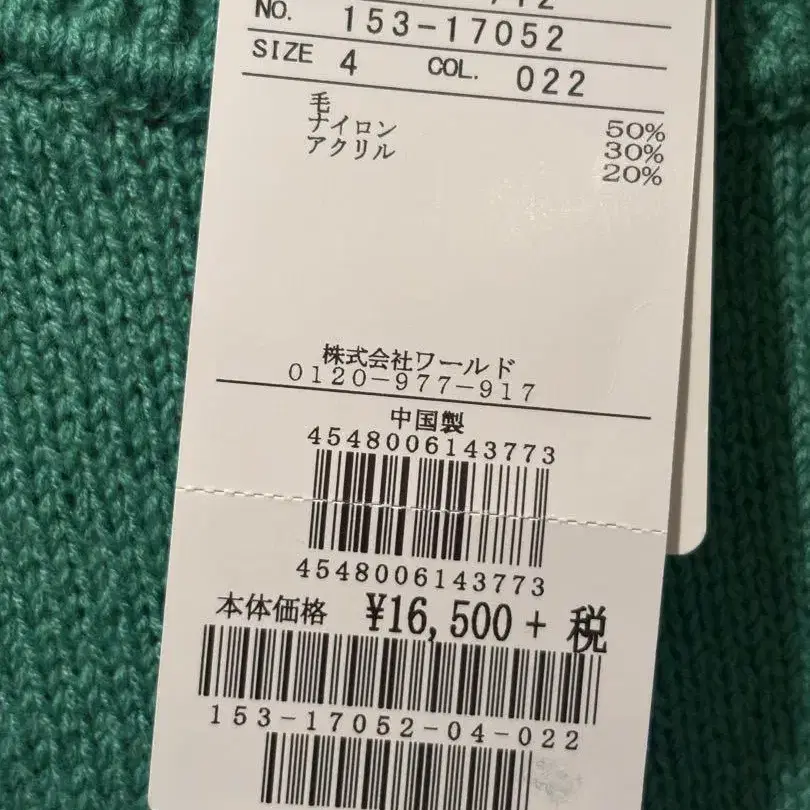 NO. 153-17052
SIZE 4 COL. 022
毛 50%
ナイロン 30%
アクリル 20%
株式会社ワールド
0120-977-917
中国製
4548006143773
4548006143773
本体価格 ¥16,500+税
153-17052-04-022